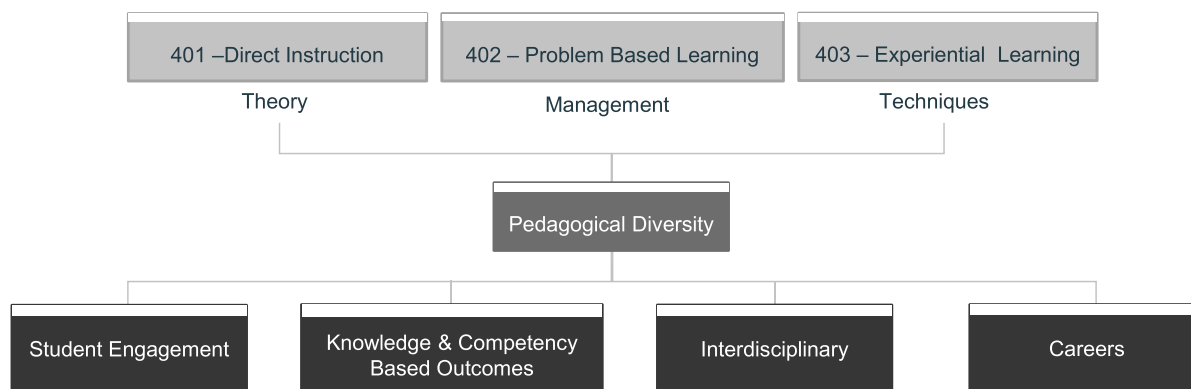 401 –Direct Instruction
402 – Problem Based Learning
403 – Experiential  Learning
Theory
Management
Techniques
Pedagogical Diversity
Student Engagement
Knowledge & Competency
Based Outcomes
Interdisciplinary
Careers